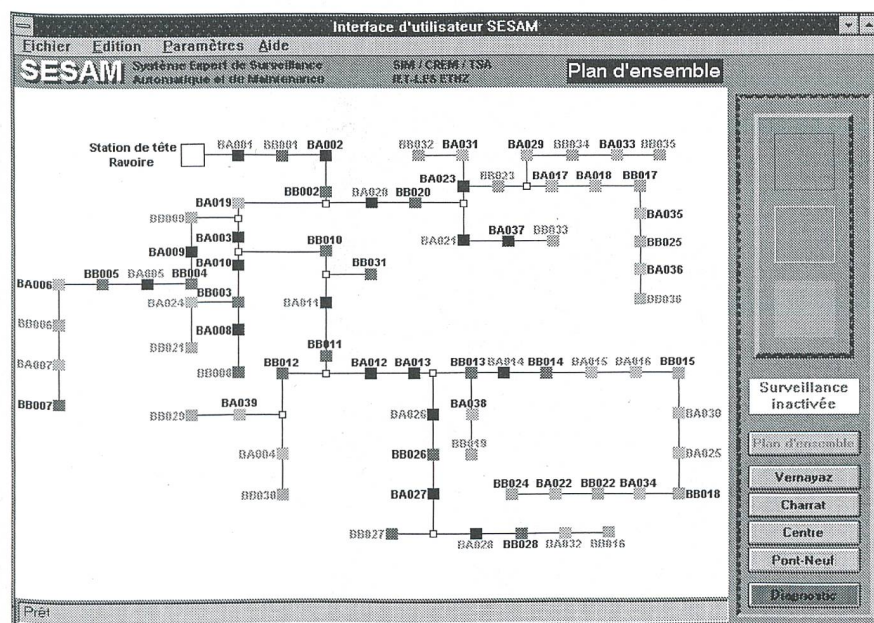 Interface d'utilisateur SESAM
Fichier Edition Paramètres Aide
SESAM
Système Expert de Surveillance
Automatique et de Maintenance
SIM / CREM / TSA
IET-LES ETHZ
Plan d'ensemble
Station de tête
Ravoire
BA001 BB001 BA002
BB032 BA031
BA029 BB034 BA033 BB035
BA023
BB023
BA017 BA018 BB017
BB002
BA020 BB020
BA019
BB009
BA035
BA003
BA021 BA037 BB033
BB010
BB025
BA009
BA010
BB031
BA036
BA006 BB005 BA005 BB004
BA024 BB003
BA011
BB036
BB006
BA008
BB021
BB011
BA007
BB008
BB012
BA012 BA013
BB013 BA014 BB014 BA015 BA016 BB015
BB007
BB029 BA039
BA026
BA038
BA030
BA004
BB026
BB019
BA025
BB030
BA027
BB024 BA022 BB022 BA034
BB018
BB027
BA028 BB028 BA032 BB016
Surveillance
inactivée
Plan d'ensemble
Vernayaz
Charrat
Centre
Pont-Neuf
Diagnostic
Prêt